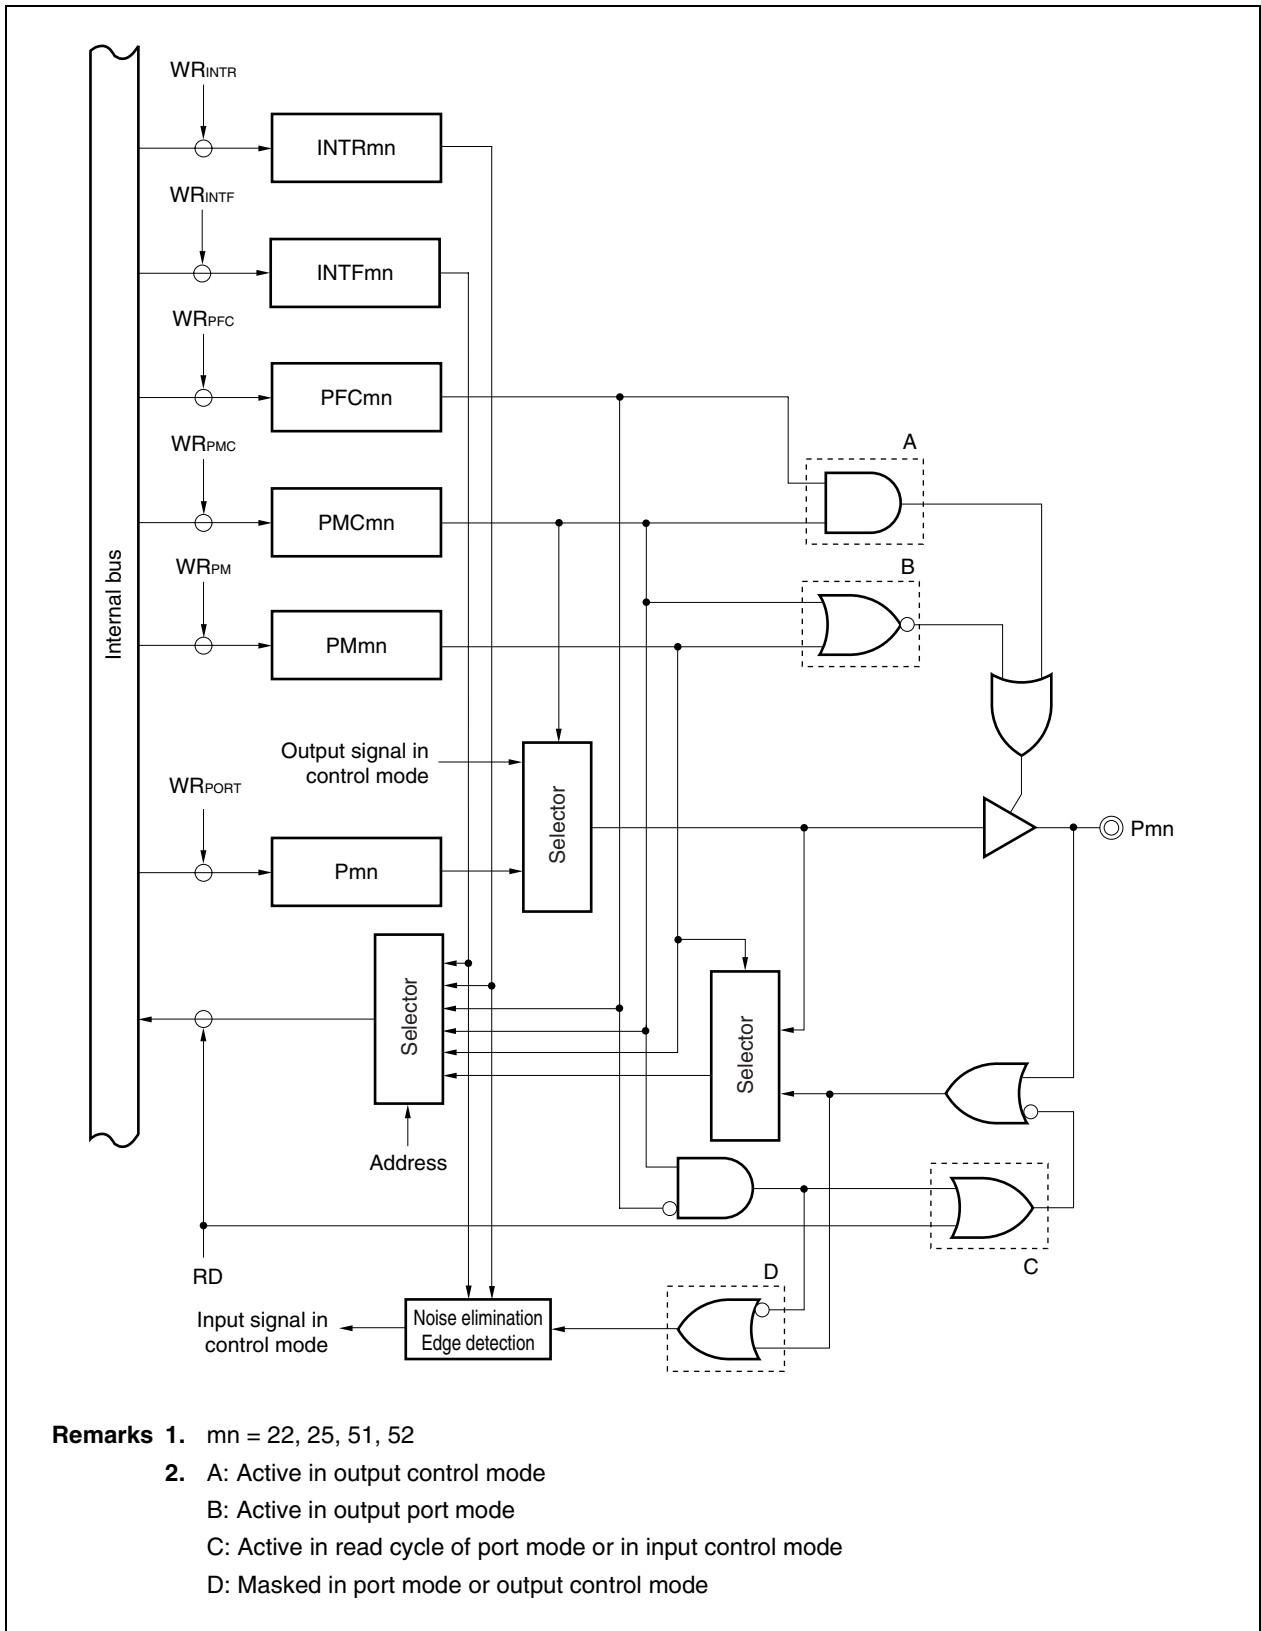 WRINTR
INTRmn
WRINTF
INTFmn
WRPFC
PFCmn
A
WRPMC
PMCmn
B
WRPM
PMmn
Internal bus
Output signal in
control mode
Selector
WRPORT
Pmn
Pmn
Selector
Selector
Address
C
RD
D
Input signal in
control mode
Noise elimination
Edge detection
Remarks 1. mn = 22, 25, 51, 52
2. A: Active in output control mode
B: Active in output port mode
C: Active in read cycle of port mode or in input control mode
D: Masked in port mode or output control mode